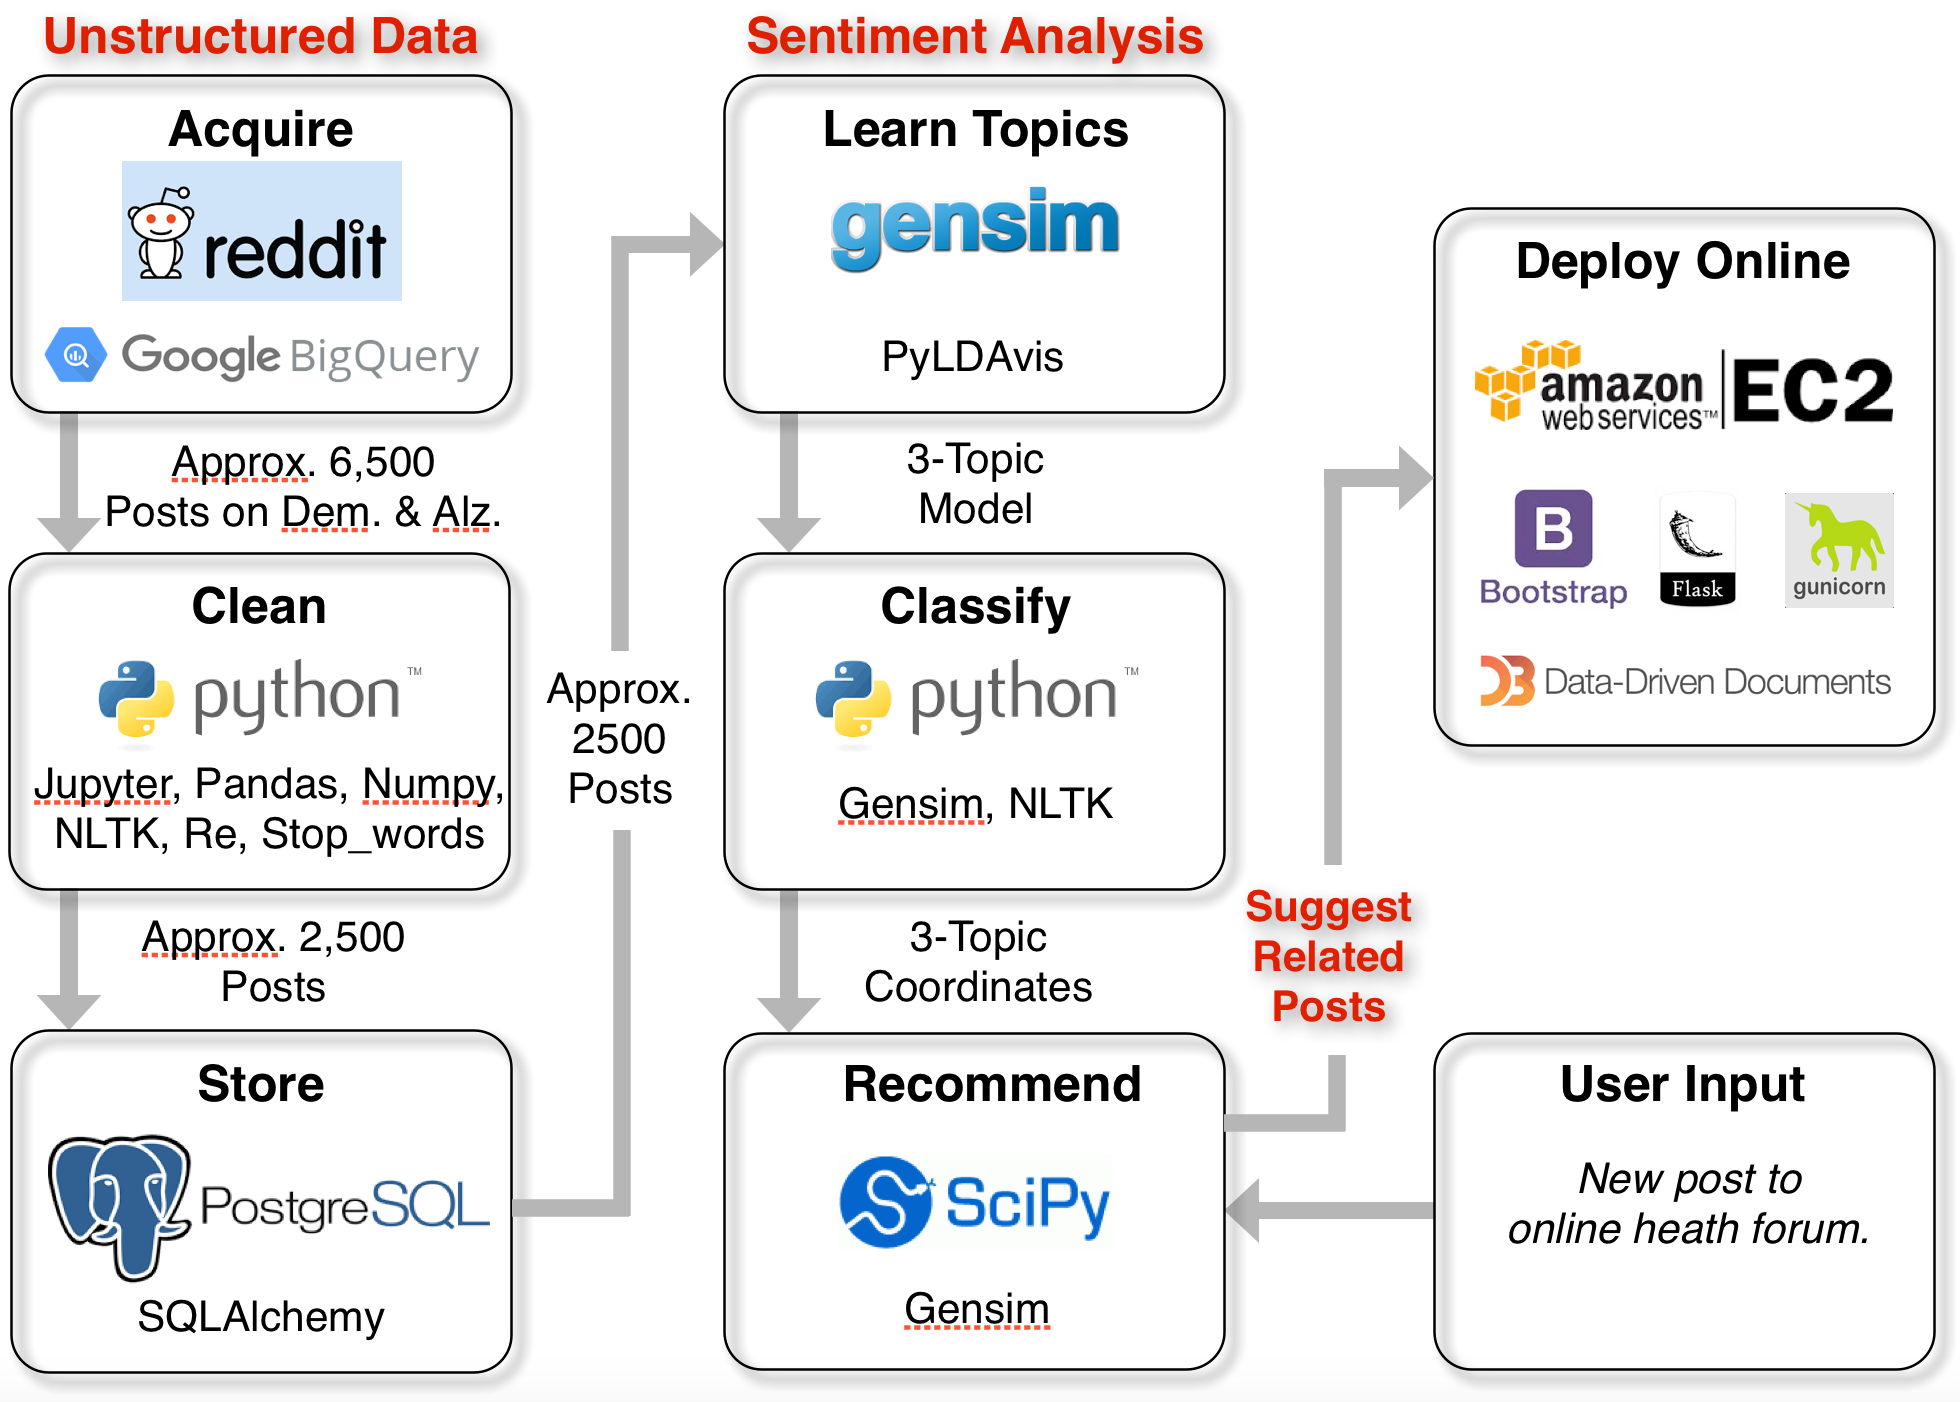 Unstructured Data
Acquire
reddit
Google BigQuery
Approx. 6,500
Posts on Dem. & Alz.
Clean
python™
Jupyter, Pandas, Numpy,
NLTK, Re, Stop_words
Approx. 2,500
Posts
Store
PostgreSQL
SQLAlchemy
Approx.
2500
Posts
Sentiment Analysis
Learn Topics
gensim
PyLDAvis
3-Topic
Model
Classify
python™
Gensim, NLTK
3-Topic
Coordinates
Recommend
SciPy
Gensim
Suggest
Related
Posts
Deploy Online
amazon
web services™
EC2
B
Bootstrap
Flask
gunicorn
D3 Data-Driven Documents
User Input
New post to
online heath forum.